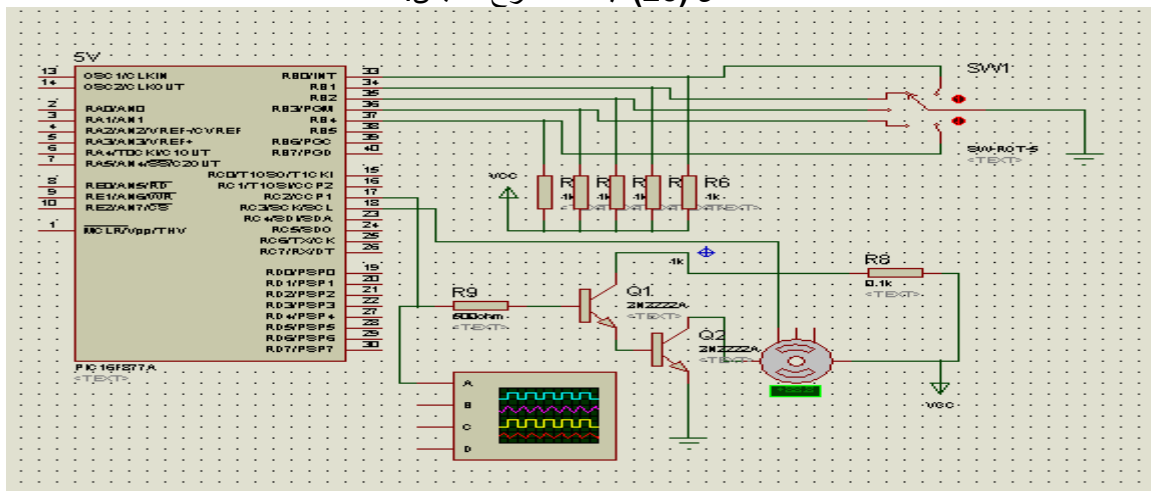 5V
13 OSC1/CLKIN RB0/INT 33
14 OSC2/CLKOUT RB1 34
RB2 35
2 RA0/AN0 RB3/PGM 36
3 RA1/AN1 RB4 37
4 RA2/AN2/VREF-/CVREF RB5 38
5 RA3/AN3/VREF+ RB6/PGC 39
6 RA4/T0CKI/C1OUT RB7/PGD 40
7 RA5/AN4/SS/C2OUT
RC0/T1OSO/T1CKI 15
8 RE0/AN5/RD RC1/T1OSI/CCP2 16
9 RE1/AN6/WR RC2/CCP1 17
10 RE2/AN7/CS RC3/SCK/SCL 18
RC4/SDI/SDA 23
1 MCLR/Vpp/THV RC5/SDO 24
RC6/TX/CK 25
RC7/RX/DT 26
RD0/PSP0 19
RD1/PSP1 20
RD2/PSP2 21
RD3/PSP3 22
RD4/PSP4 27
RD5/PSP5 28
RD6/PSP6 29
RD7/PSP7 30
PIC16F877A
<TEXT>
SW1
SW-ROT-5
<TEXT>
VCC
R R R R R6
1k 1k 1k 1k 1k
1k
R8
0.1k
<TEXT>
R9
500ohm
<TEXT>
Q1
2N2222A
<TEXT>
Q2
2N2222A
<TEXT>
VCC
A
B
C
D